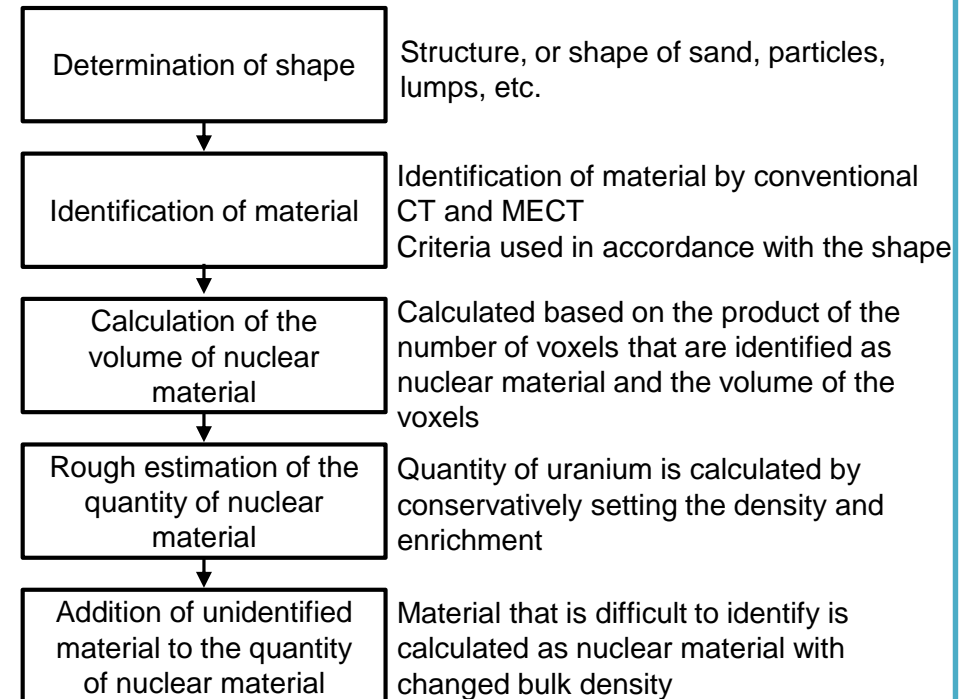 Determination of shape
Structure, or shape of sand, particles,
lumps, etc.
Identification of material
Identification of material by conventional
CT and MECT
Criteria used in accordance with the shape
Calculation of the
volume of nuclear
material
Calculated based on the product of the
number of voxels that are identified as
nuclear material and the volume of the
voxels
Rough estimation of the
quantity of nuclear
material
Quantity of uranium is calculated by
conservatively setting the density and
enrichment
Addition of unidentified
material to the quantity
of nuclear material
Material that is difficult to identify is
calculated as nuclear material with
changed bulk density